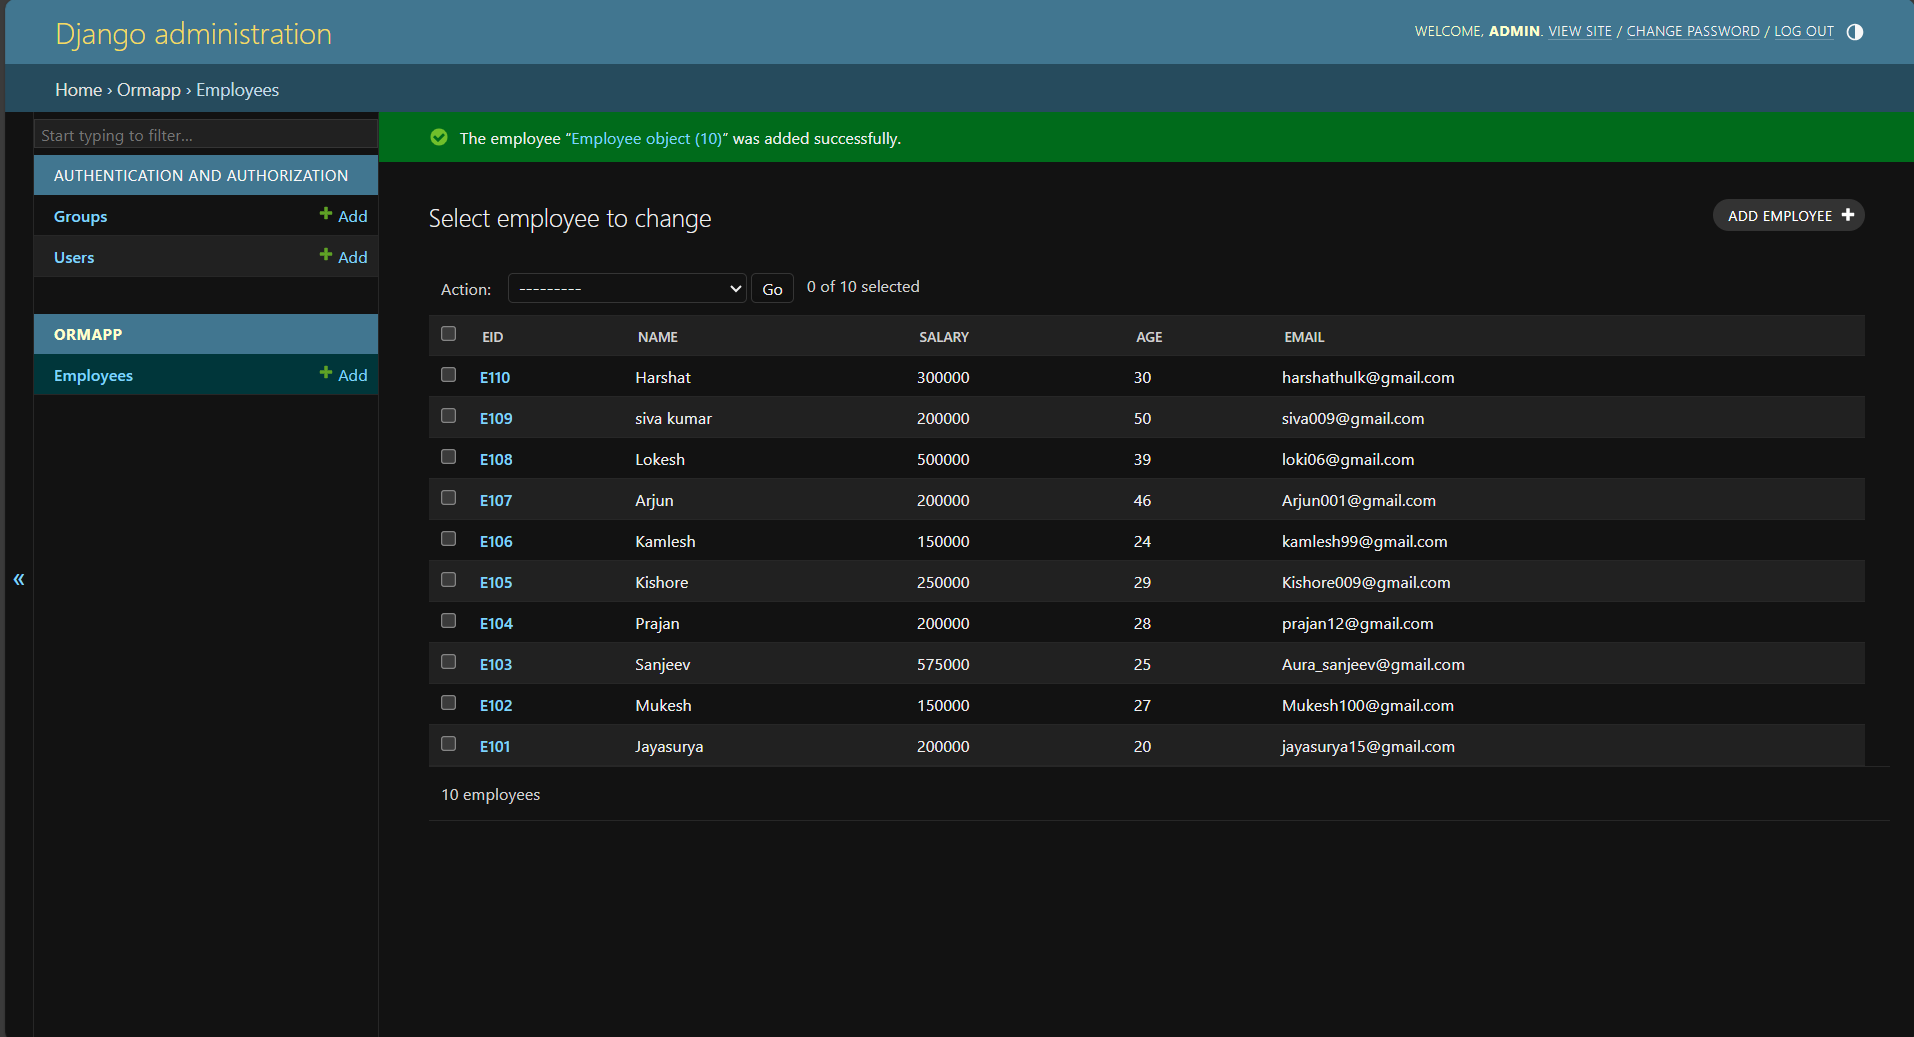 Django administration
WELCOME, ADMIN. VIEW SITE / CHANGE PASSWORD / LOG OUT
Home › Ormapp › Employees
Start typing to filter...
AUTHENTICATION AND AUTHORIZATION
Groups + Add
Users + Add
ORMAPP
Employees + Add
«
The employee “Employee object (10)” was added successfully.
Select employee to change
ADD EMPLOYEE +
Action: --------- Go 0 of 10 selected
EID NAME SALARY AGE EMAIL
E110 Harshat 300000 30 harshathulk@gmail.com
E109 siva kumar 200000 50 siva009@gmail.com
E108 Lokesh 500000 39 loki06@gmail.com
E107 Arjun 200000 46 Arjun001@gmail.com
E106 Kamlesh 150000 24 kamlesh99@gmail.com
E105 Kishore 250000 29 Kishore009@gmail.com
E104 Prajan 200000 28 prajan12@gmail.com
E103 Sanjeev 575000 25 Aura_sanjeev@gmail.com
E102 Mukesh 150000 27 Mukesh100@gmail.com
E101 Jayasurya 200000 20 jayasurya15@gmail.com
10 employees